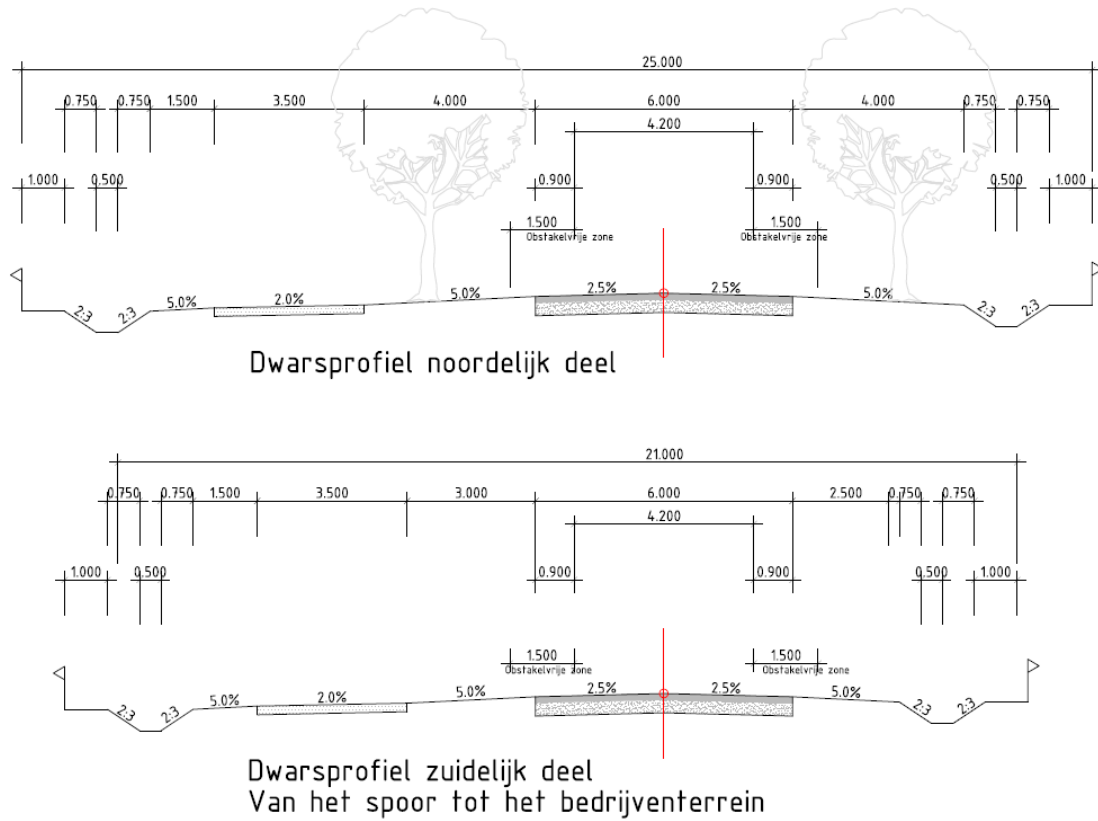 25.000
0.750 0.750 1.500 3.500 4.000 6.000 4.000 0.750 0.750
4.200
1.000 0.500 0.900 0.900 0.500 1.000
1.500 1.500
Obstakelvrije zone Obstakelvrije zone
2:3 2:3 5.0% 2.0% 5.0% 2.5% 2.5% 5.0% 2:3 2:3
Dwarsprofiel noordelijk deel
21.000
0.750 0.750 1.500 3.500 3.000 6.000 2.500 0.750 0.750
4.200
1.000 0.500 0.900 0.900 0.500 1.000
1.500 1.500
Obstakelvrije zone Obstakelvrije zone
2:3 2:3 5.0% 2.0% 5.0% 2.5% 2.5% 5.0% 2:3 2:3
Dwarsprofiel zuidelijk deel
Van het spoor tot het bedrijventerrein